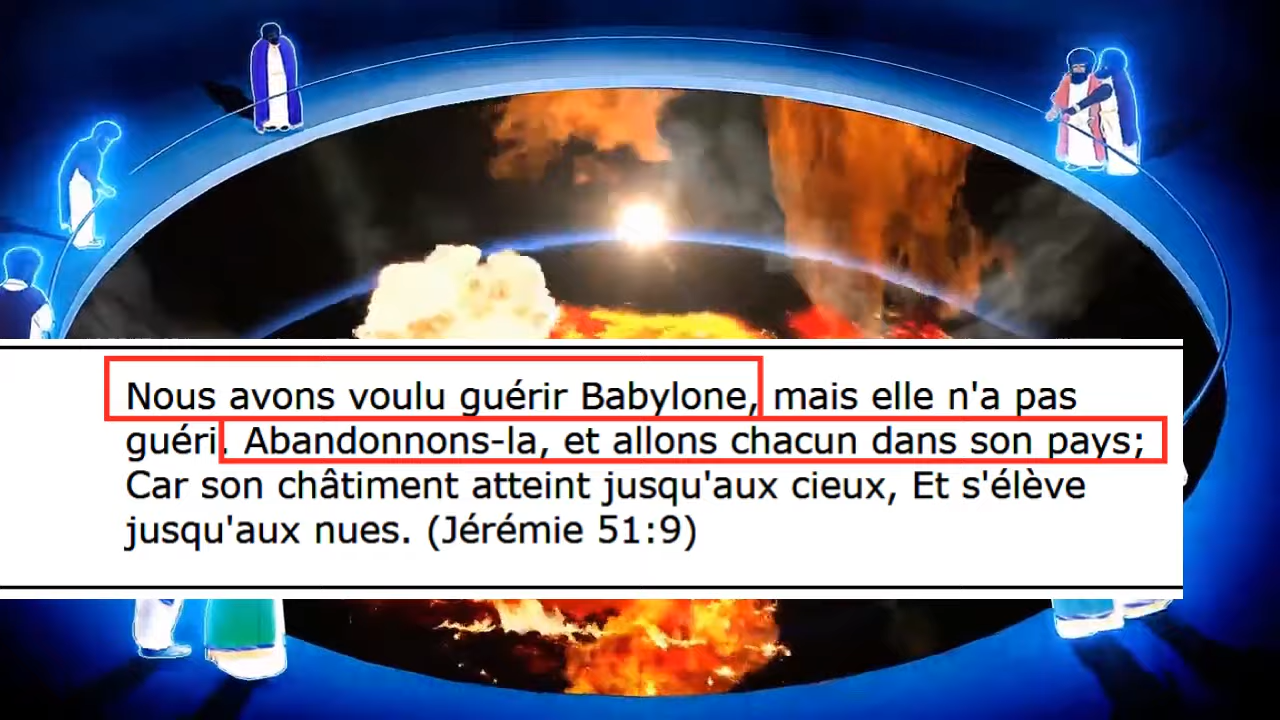 Nous avons voulu guérir Babylone, mais elle n'a pas
guéri. Abandonnons-la, et allons chacun dans son pays;
Car son châtiment atteint jusqu'aux cieux, Et s'élève
jusqu'aux nues. (Jérémie 51:9)